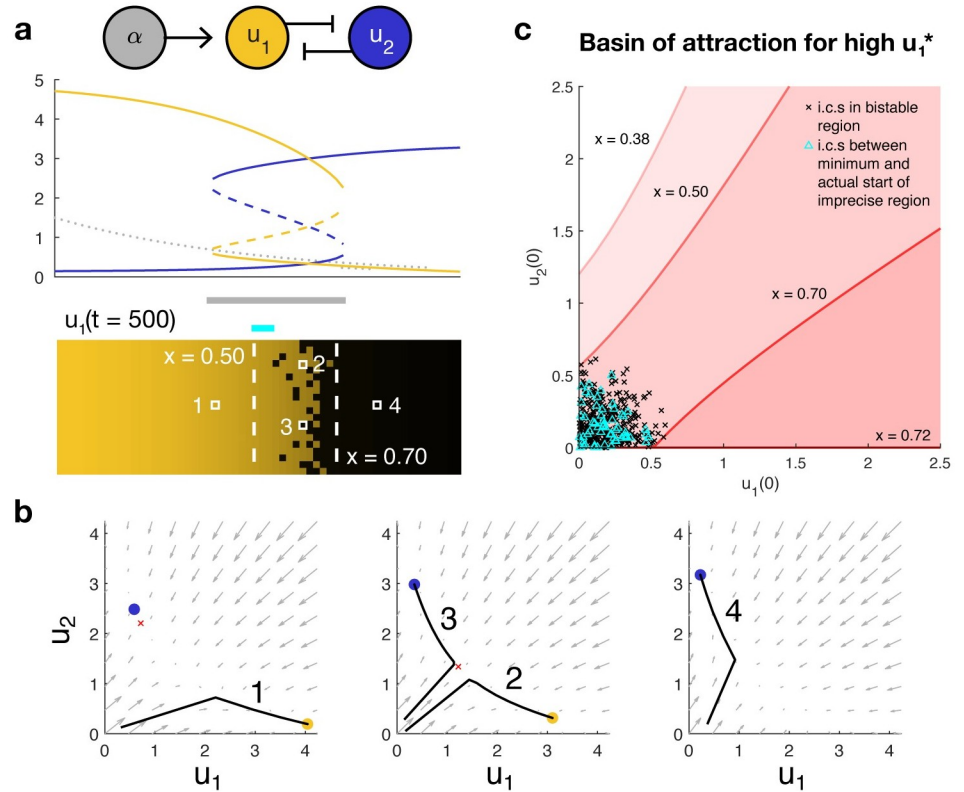 a
α
u1
u2
5
4
3
2
1
0
u1(t = 500)
x = 0.50
1
2
3
4
x = 0.70
c
Basin of attraction for high u1*
2.5
2
1.5
1
0.5
0
u2(0)
x = 0.38
x = 0.50
x = 0.70
x = 0.72
× i.c.s in bistable
region
△ i.c.s between
minimum and
actual start of
imprecise region
0
0.5
1
1.5
2
2.5
u1(0)
b
4
3
2
1
0
u2
1
0
1
2
3
4
u1
4
3
2
1
0
3
2
0
1
2
3
4
u1
4
3
2
1
0
4
0
1
2
3
4
u1